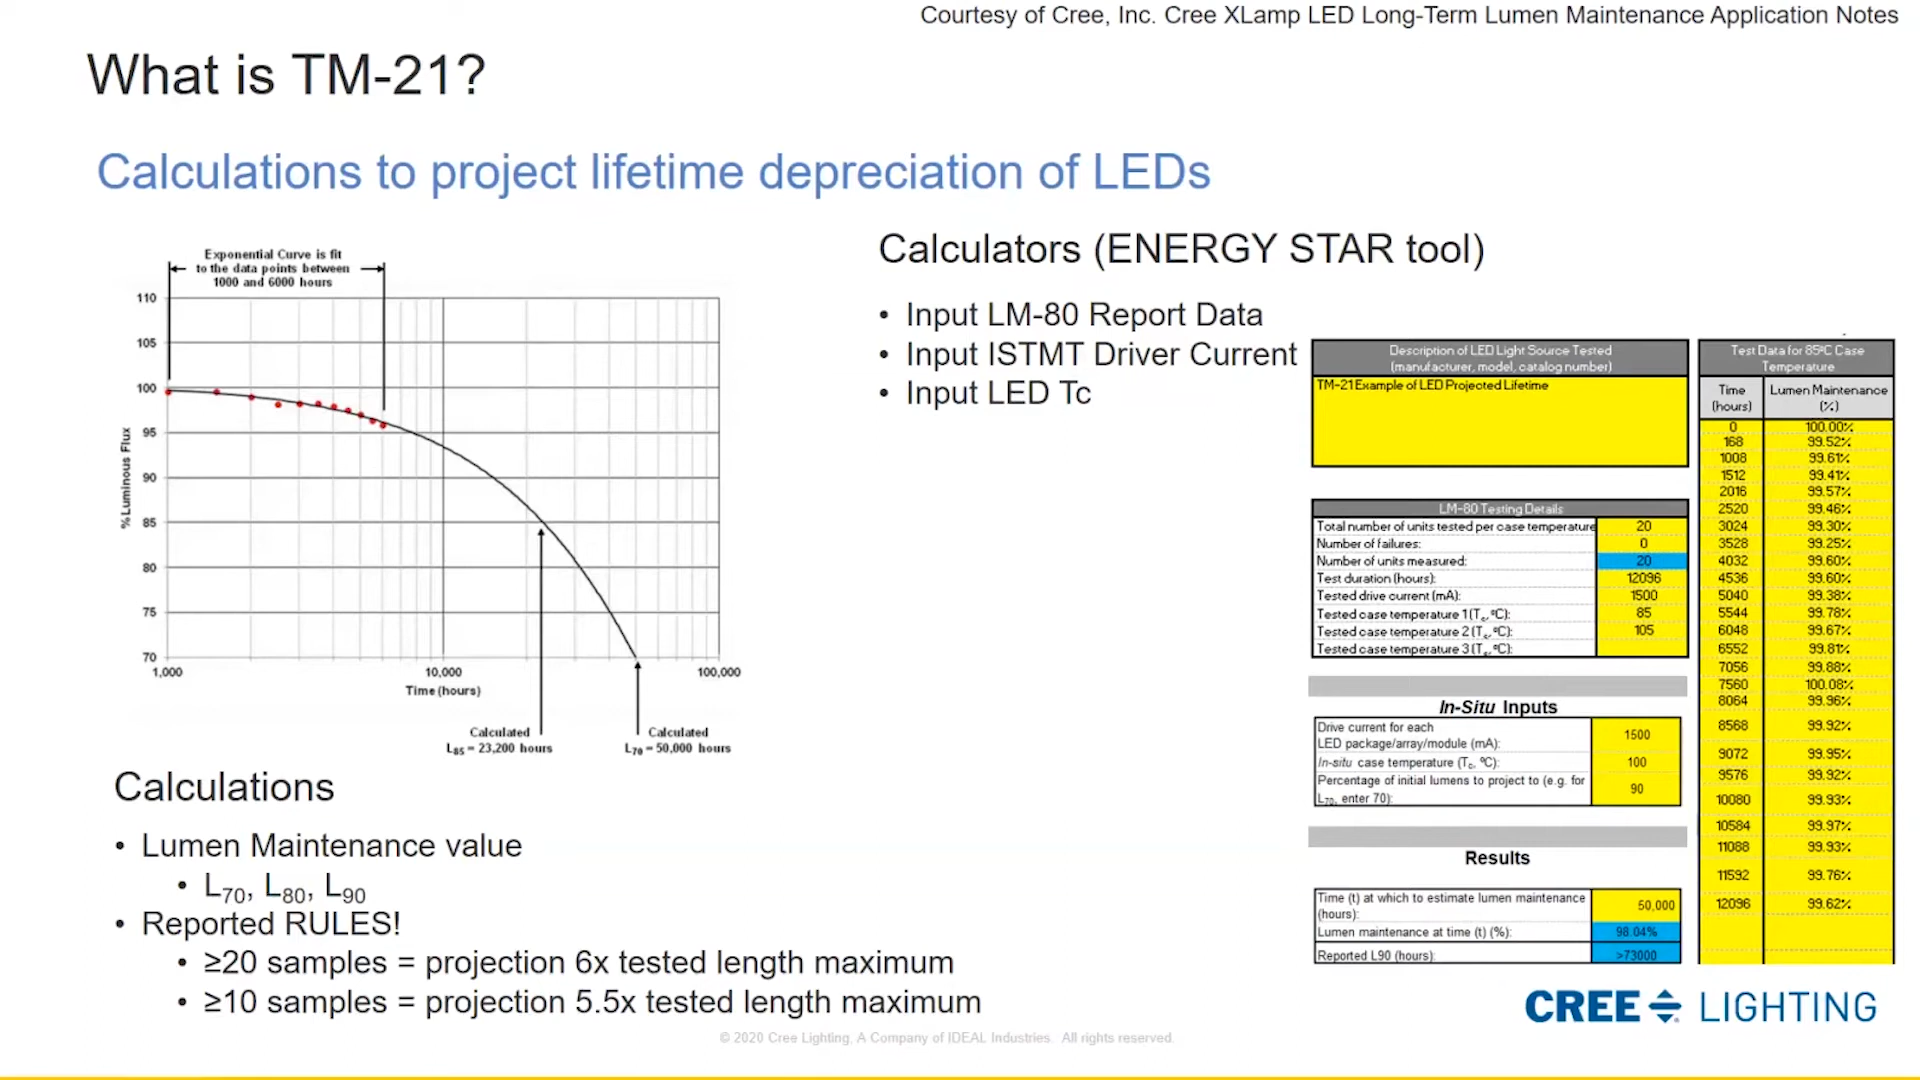 Courtesy of Cree, Inc. Cree XLamp LED Long-Term Lumen Maintenance Application Notes
What is TM-21?
Calculations to project lifetime depreciation of LEDs
Exponential Curve is fit
to the data points between
1000 and 6000 hours
110
105
100
95
90
85
80
75
70
%Luminous Flux
1,000
10,000
100,000
Time (hours)
Calculated
L85 = 23,200 hours
Calculated
L70 = 50,000 hours
Calculations
• Lumen Maintenance value
• L70, L80, L90
• Reported RULES!
• ≥20 samples = projection 6x tested length maximum
• ≥10 samples = projection 5.5x tested length maximum
Calculators (ENERGY STAR tool)
• Input LM-80 Report Data
• Input ISTMT Driver Current
• Input LED Tc
Description of LED Light Source Tested
(manufacturer, model, catalog number)
TM-21 Example of LED Projected Lifetime
LM-80 Testing Details
Total number of units tested per case temperature 20
Number of failures: 0
Number of units measured: 20
Test duration (hours): 12096
Tested drive current (mA): 1500
Tested case temperature 1 (Tc, ºC): 85
Tested case temperature 2 (Tc, ºC): 105
Tested case temperature 3 (Tc, ºC):
In-Situ Inputs
Drive current for each
LED package/array/module (mA): 1500
In-situ case temperature (Tc, ºC): 100
Percentage of initial lumens to project to (e.g. for
L70, enter 70): 90
Results
Time (t) at which to estimate lumen maintenance
(hours): 50,000
Lumen maintenance at time (t) (%): 98.04%
Reported L90 (hours): >73000
Test Data for 85ºC Case
Temperature
Time
(hours)
Lumen Maintenance
(%)
0 100.00%
168 99.52%
1008 99.61%
1512 99.41%
2016 99.57%
2520 99.46%
3024 99.30%
3528 99.25%
4032 99.60%
4536 99.60%
5040 99.38%
5544 99.78%
6048 99.67%
6552 99.81%
7056 99.88%
7560 100.08%
8064 99.96%
8568 99.92%
9072 99.95%
9576 99.92%
10080 99.93%
10584 99.97%
11088 99.93%
11592 99.76%
12096 99.62%
CREE LIGHTING
© 2020 Cree Lighting, A Company of IDEAL Industries. All rights reserved.